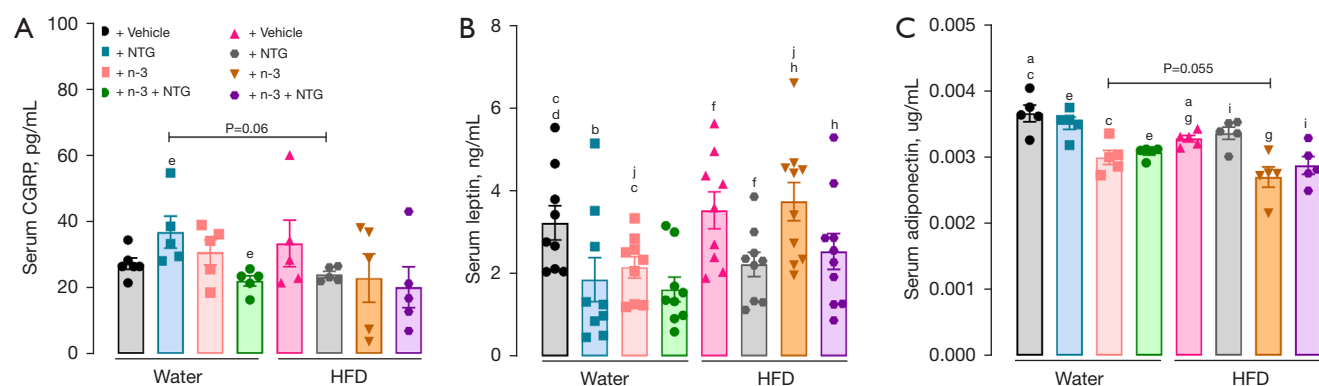 A
Serum CGRP, pg/mL
100
80
60
40
20
0
+ Vehicle
+ NTG
+ n-3
+ n-3 + NTG
+ Vehicle
+ NTG
+ n-3
+ n-3 + NTG
P=0.06
e
e
Water
HFD
B
Serum leptin, ng/mL
8
6
4
2
0
c
d
b
j
c
f
f
j
h
h
Water
HFD
C
Serum adiponectin, ug/mL
0.005
0.004
0.003
0.002
0.001
0.000
P=0.055
a
c
e
c
e
a
g
i
g
i
Water
HFD